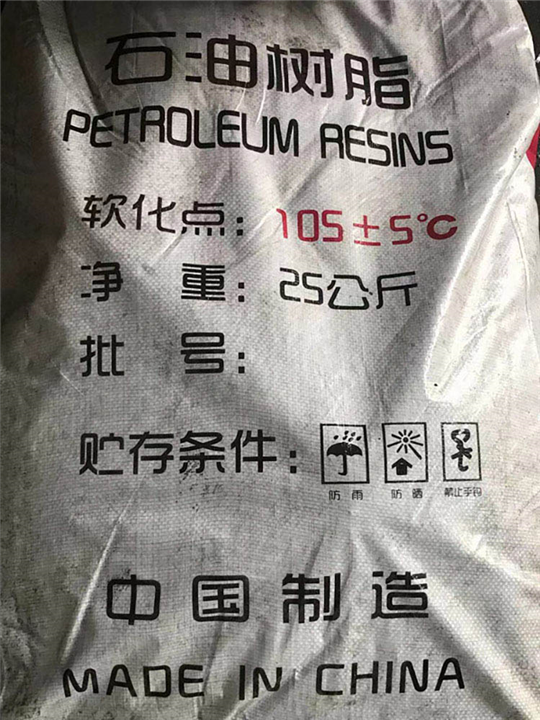 石油树脂
PETROLEUM RESINS
软化点：105±5℃
净 重：25公斤
批 号：
贮存条件：
防雨 防晒 禁止手钩
中国制造
MADE IN CHINA